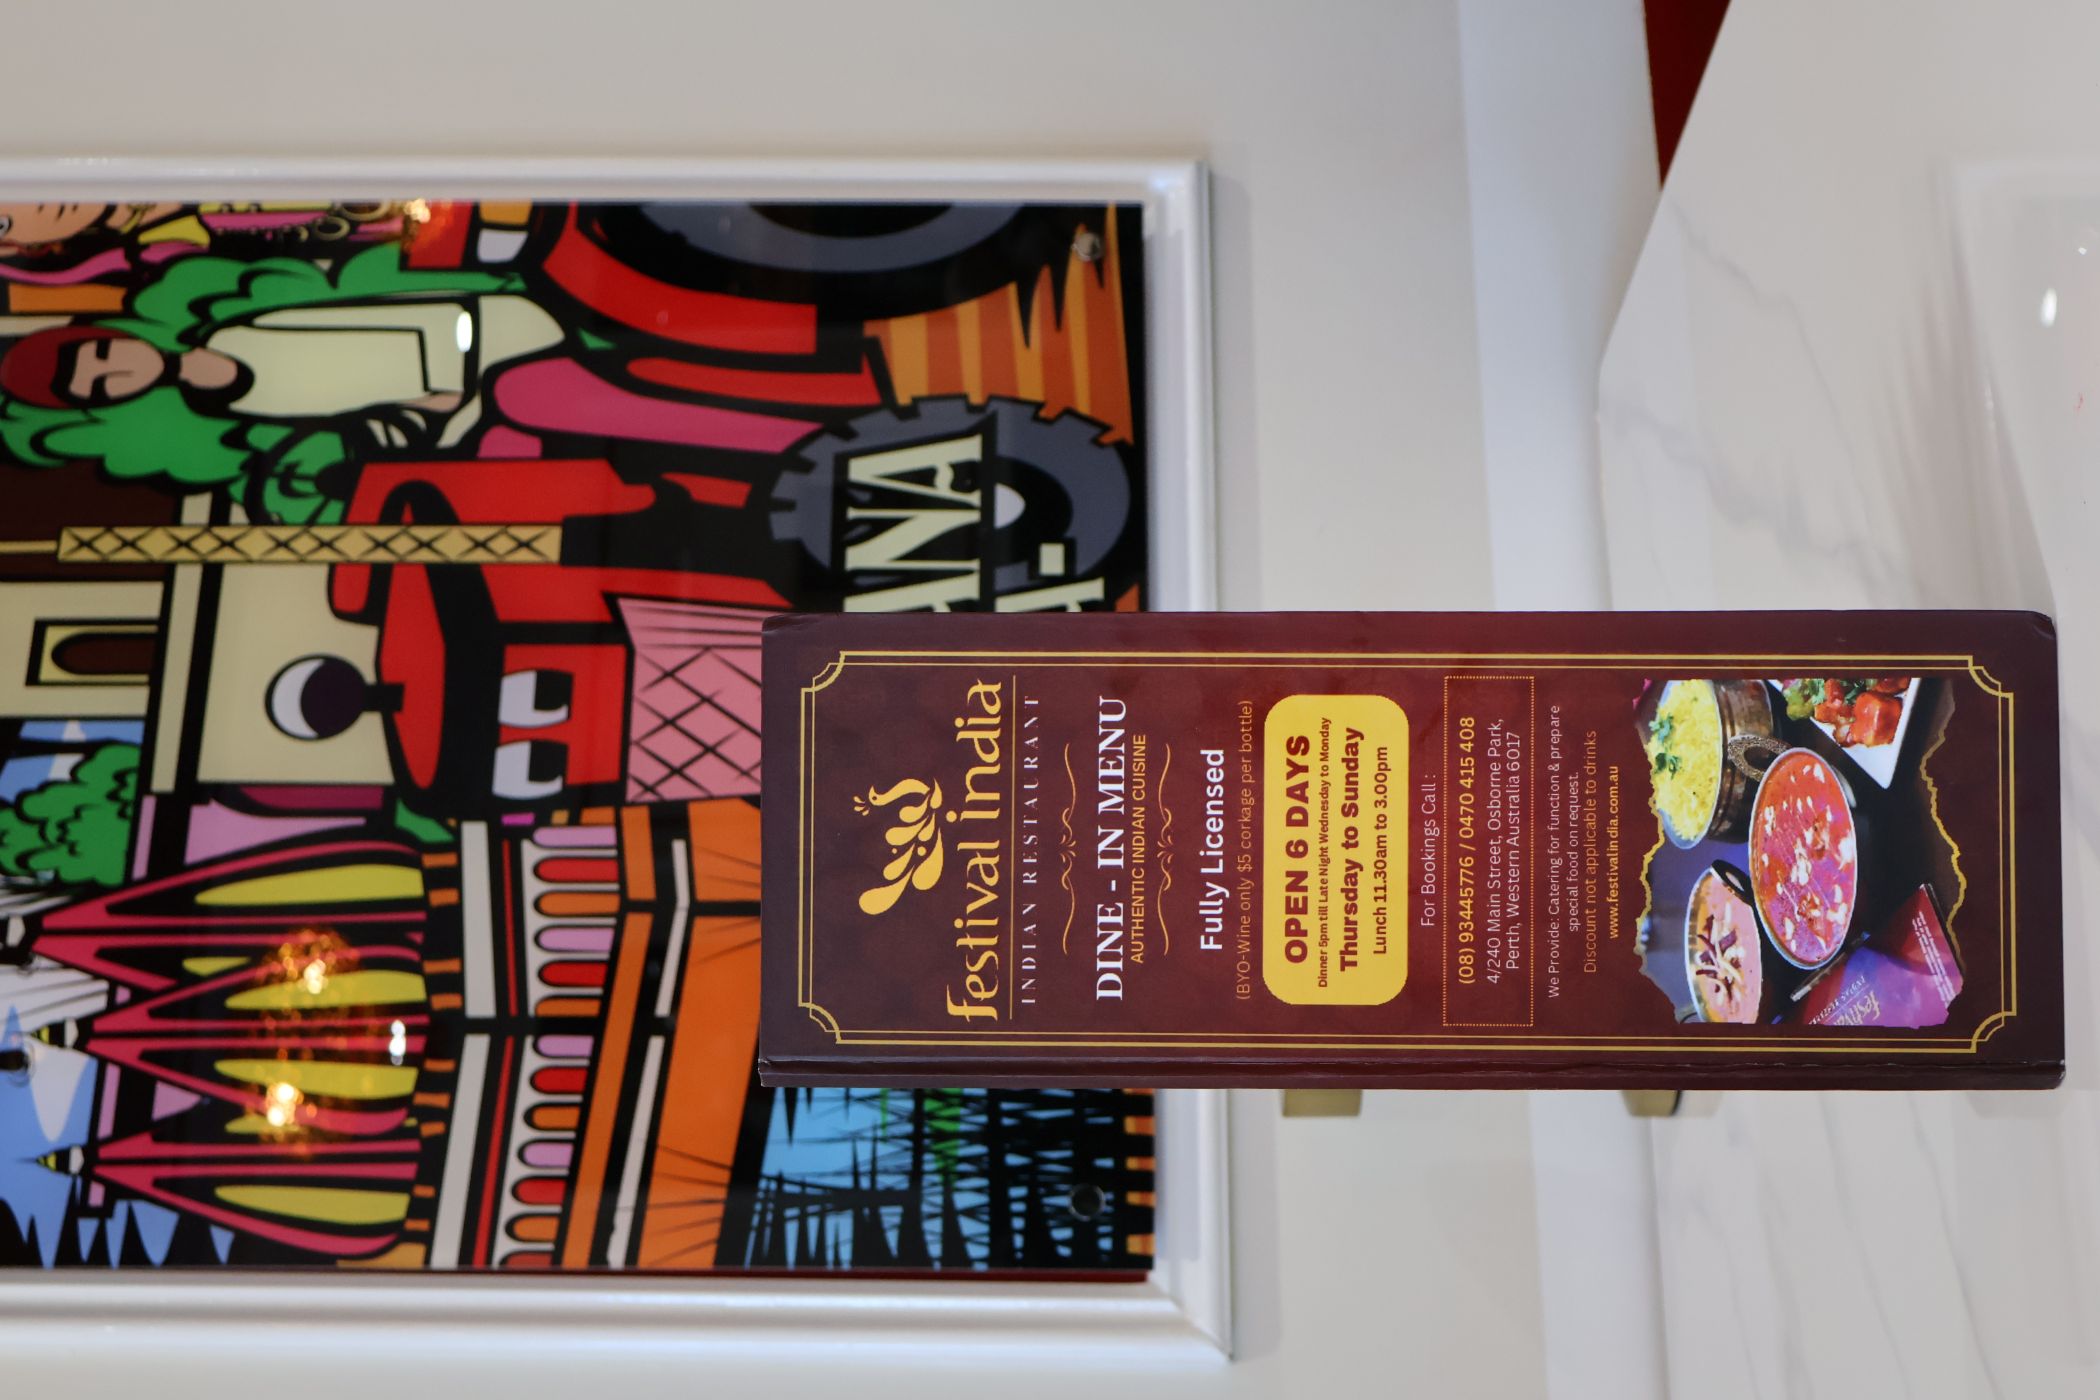 festival india
INDIAN RESTAURANT
DINE - IN MENU
AUTHENTIC INDIAN CUISINE
Fully Licensed
(BYO-Wine only $5 corkage per bottle)
OPEN 6 DAYS
Dinner 5pm till Late Night Wednesday to Monday
Thursday to Sunday
Lunch 11.30am to 3.00pm
For Bookings Call :
(08) 93445776 / 0470 415 408
4/240 Main Street, Osborne Park,
Perth, Western Australia 6017
We Provide: Catering for function & prepare
special food on request.
Discount not applicable to drinks
www.festivalindia.com.au